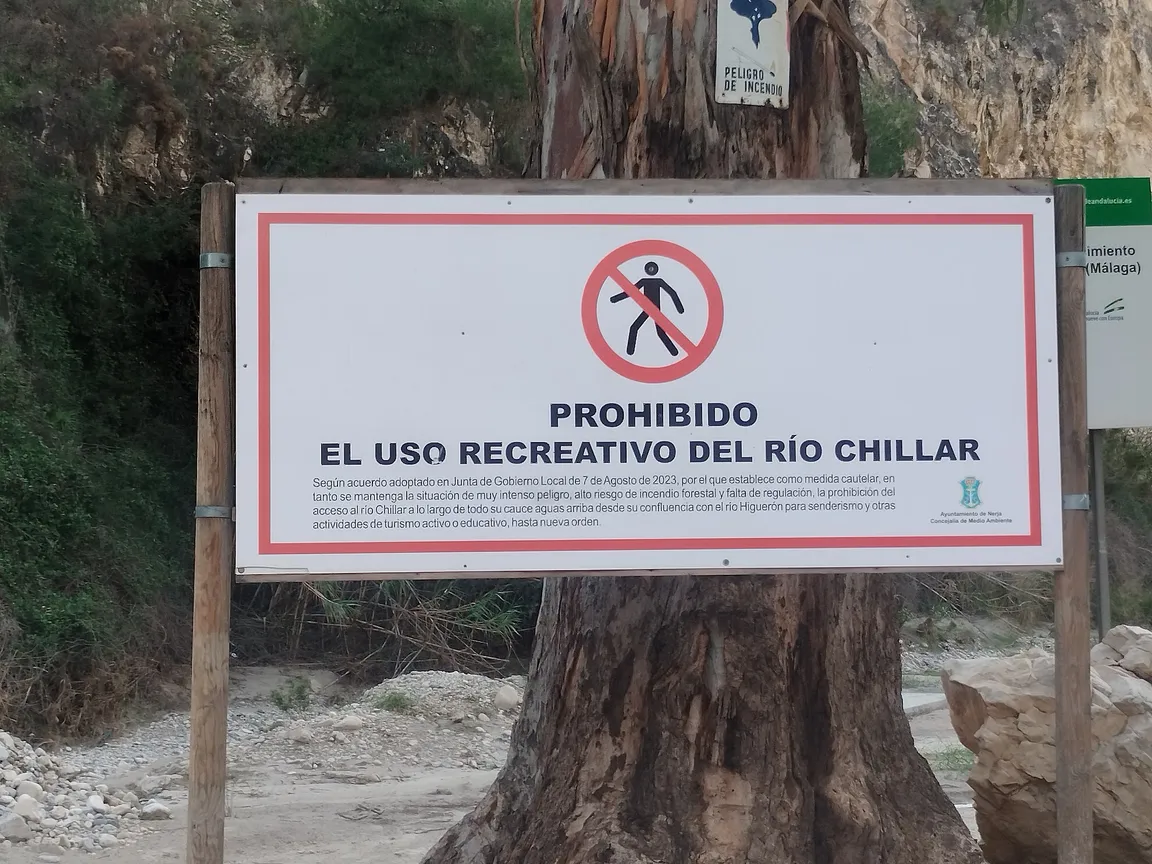 PELIGRO
DE INCENDIO
deandalucia.es
imiento
(Málaga)
PROHIBIDO
EL USO RECREATIVO DEL RÍO CHILLAR
Según acuerdo adoptado en Junta de Gobierno Local de 7 de Agosto de 2023, por el que establece como medida cautelar, en
tanto se mantenga la situación de muy intenso peligro, alto riesgo de incendio forestal y falta de regulación, la prohibición del
acceso al río Chillar a lo largo de todo su cauce aguas arriba desde su confluencia con el río Higuerón para senderismo y otras
actividades de turismo activo o educativo, hasta nueva orden.
Ayuntamiento de Nerja
Concejalía de Medio Ambiente